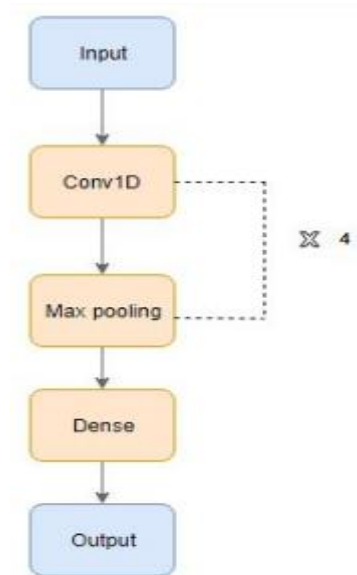 Input
Conv1D
X 4
Max pooling
Dense
Output